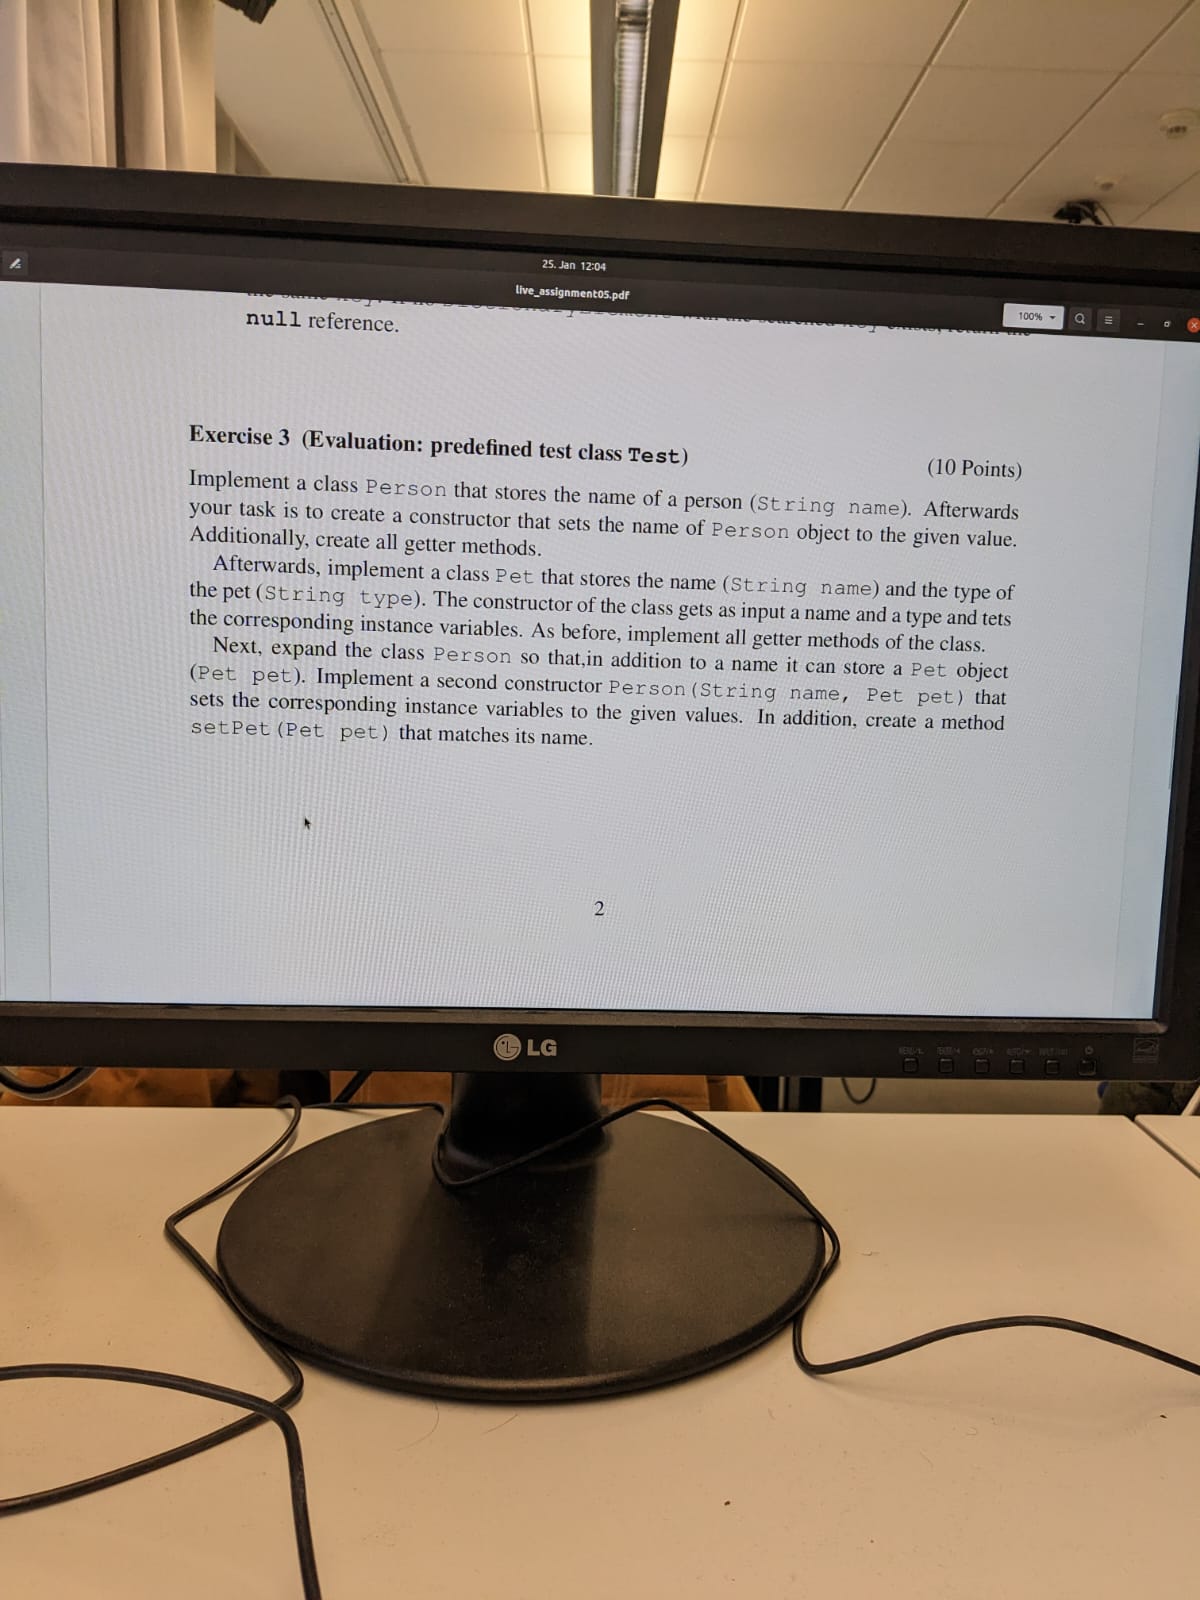 25. Jan 12:04
live_assignment05.pdf
100%
null reference.
Exercise 3 (Evaluation: predefined test class Test)
(10 Points)
Implement a class Person that stores the name of a person (String name). Afterwards
your task is to create a constructor that sets the name of Person object to the given value.
Additionally, create all getter methods.
Afterwards, implement a class Pet that stores the name (String name) and the type of
the pet (String type). The constructor of the class gets as input a name and a type and tets
the corresponding instance variables. As before, implement all getter methods of the class.
Next, expand the class Person so that,in addition to a name it can store a Pet object
(Pet pet). Implement a second constructor Person(String name, Pet pet) that
sets the corresponding instance variables to the given values. In addition, create a method
setPet(Pet pet) that matches its name.
2
LG